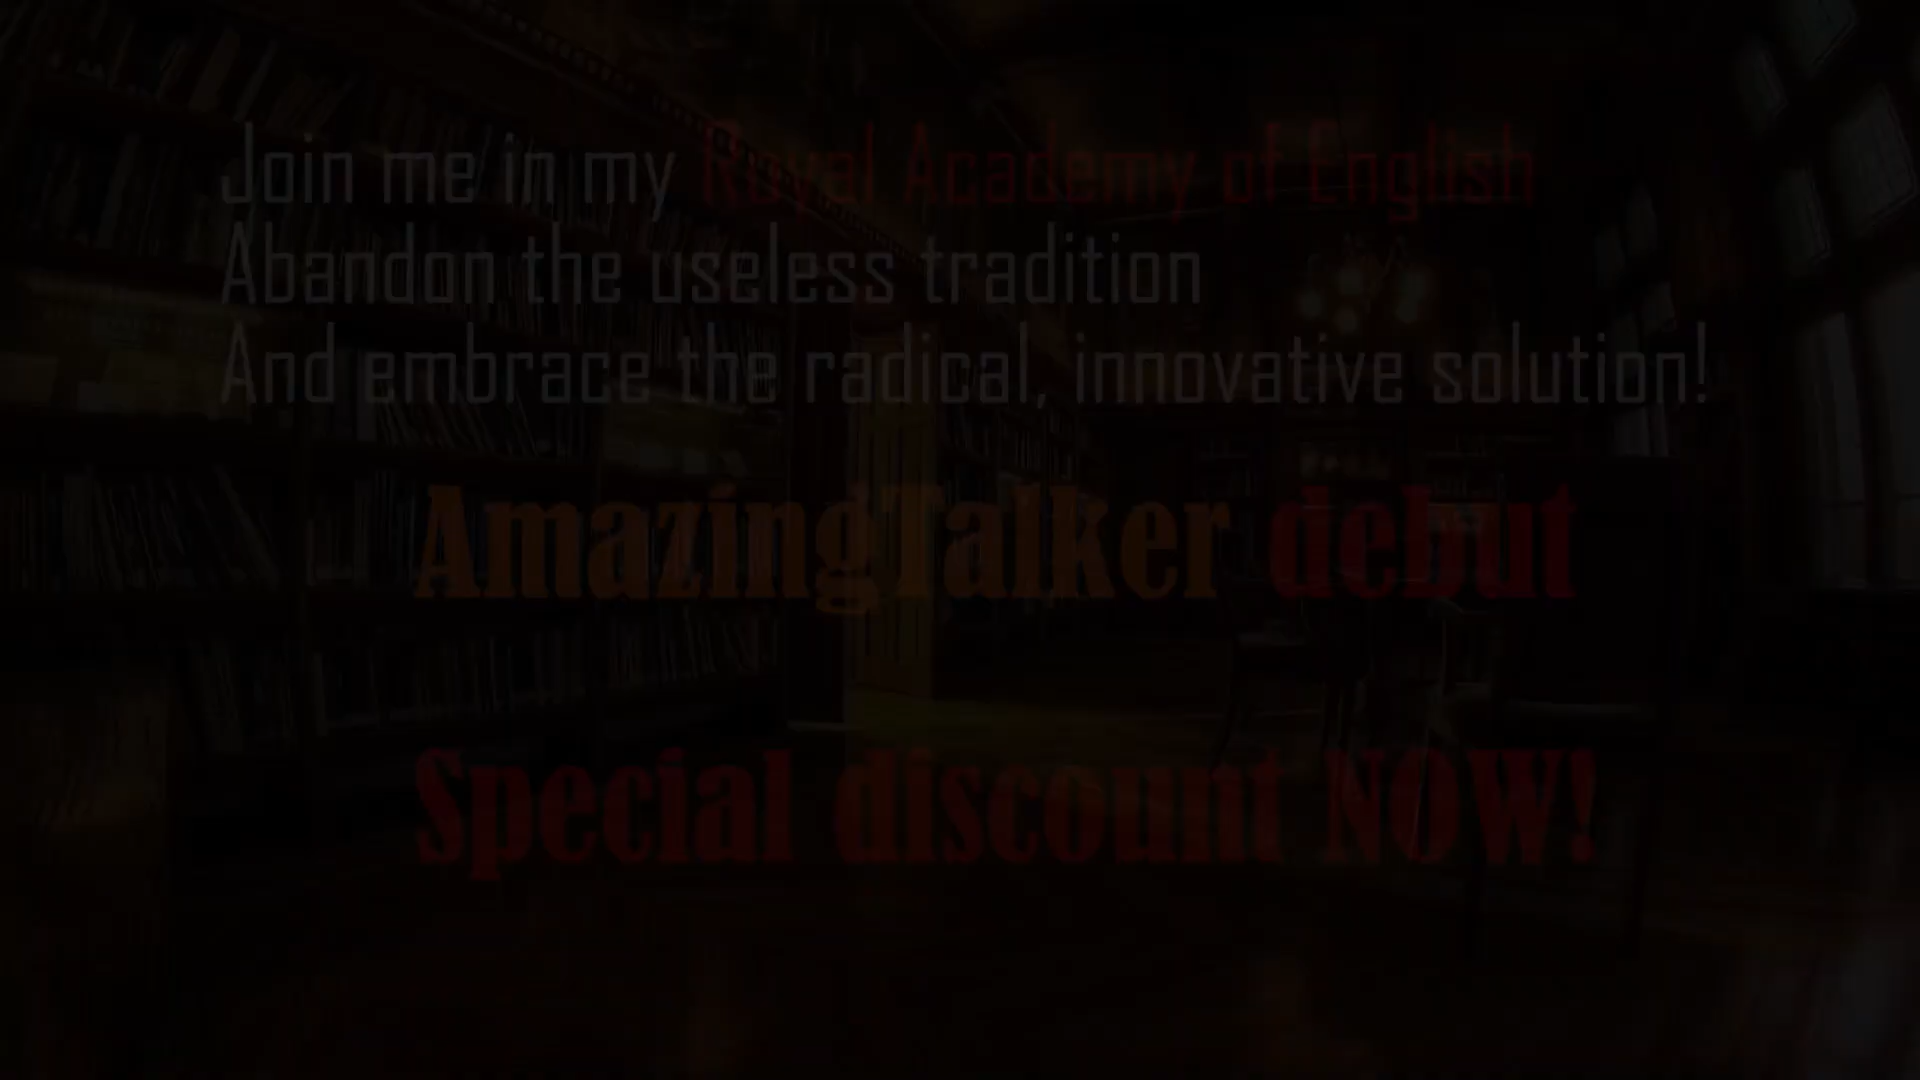 Join me in my Royal Academy of English
Abandon the useless tradition
And embrace the radical, innovative solution!
AmazingTalker debut
Special discount NOW!